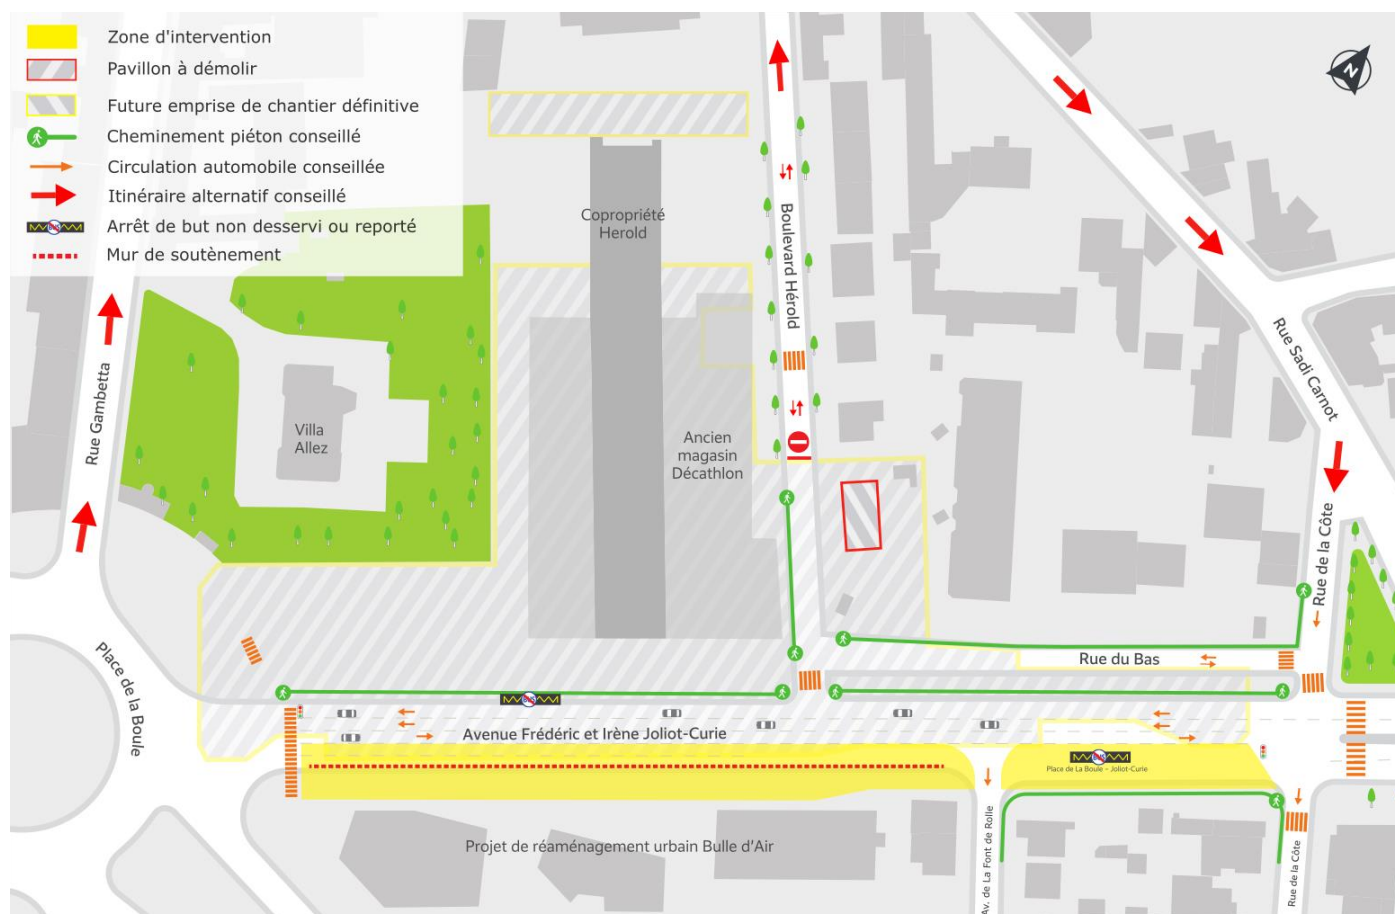 Zone d'intervention
Pavillon à démolir
Future emprise de chantier définitive
Cheminement piéton conseillé
Circulation automobile conseillée
Itinéraire alternatif conseillé
BUS
Arrêt de but non desservi ou reporté
Mur de soutènement
N
Copropriété
Herold
Boulevard Hérold
Rue Sadi Carnot
Rue Gambetta
Villa
Allez
Ancien
magasin
Décathlon
Rue de la Côte
Place de la Boule
Rue du Bas
BUS
Avenue Frédéric et Irène Joliot-Curie
BUS
Place de La Boule - Joliot-Curie
Projet de réaménagement urbain Bulle d'Air
Av. de La Font de Rolle
Rue de la Côte